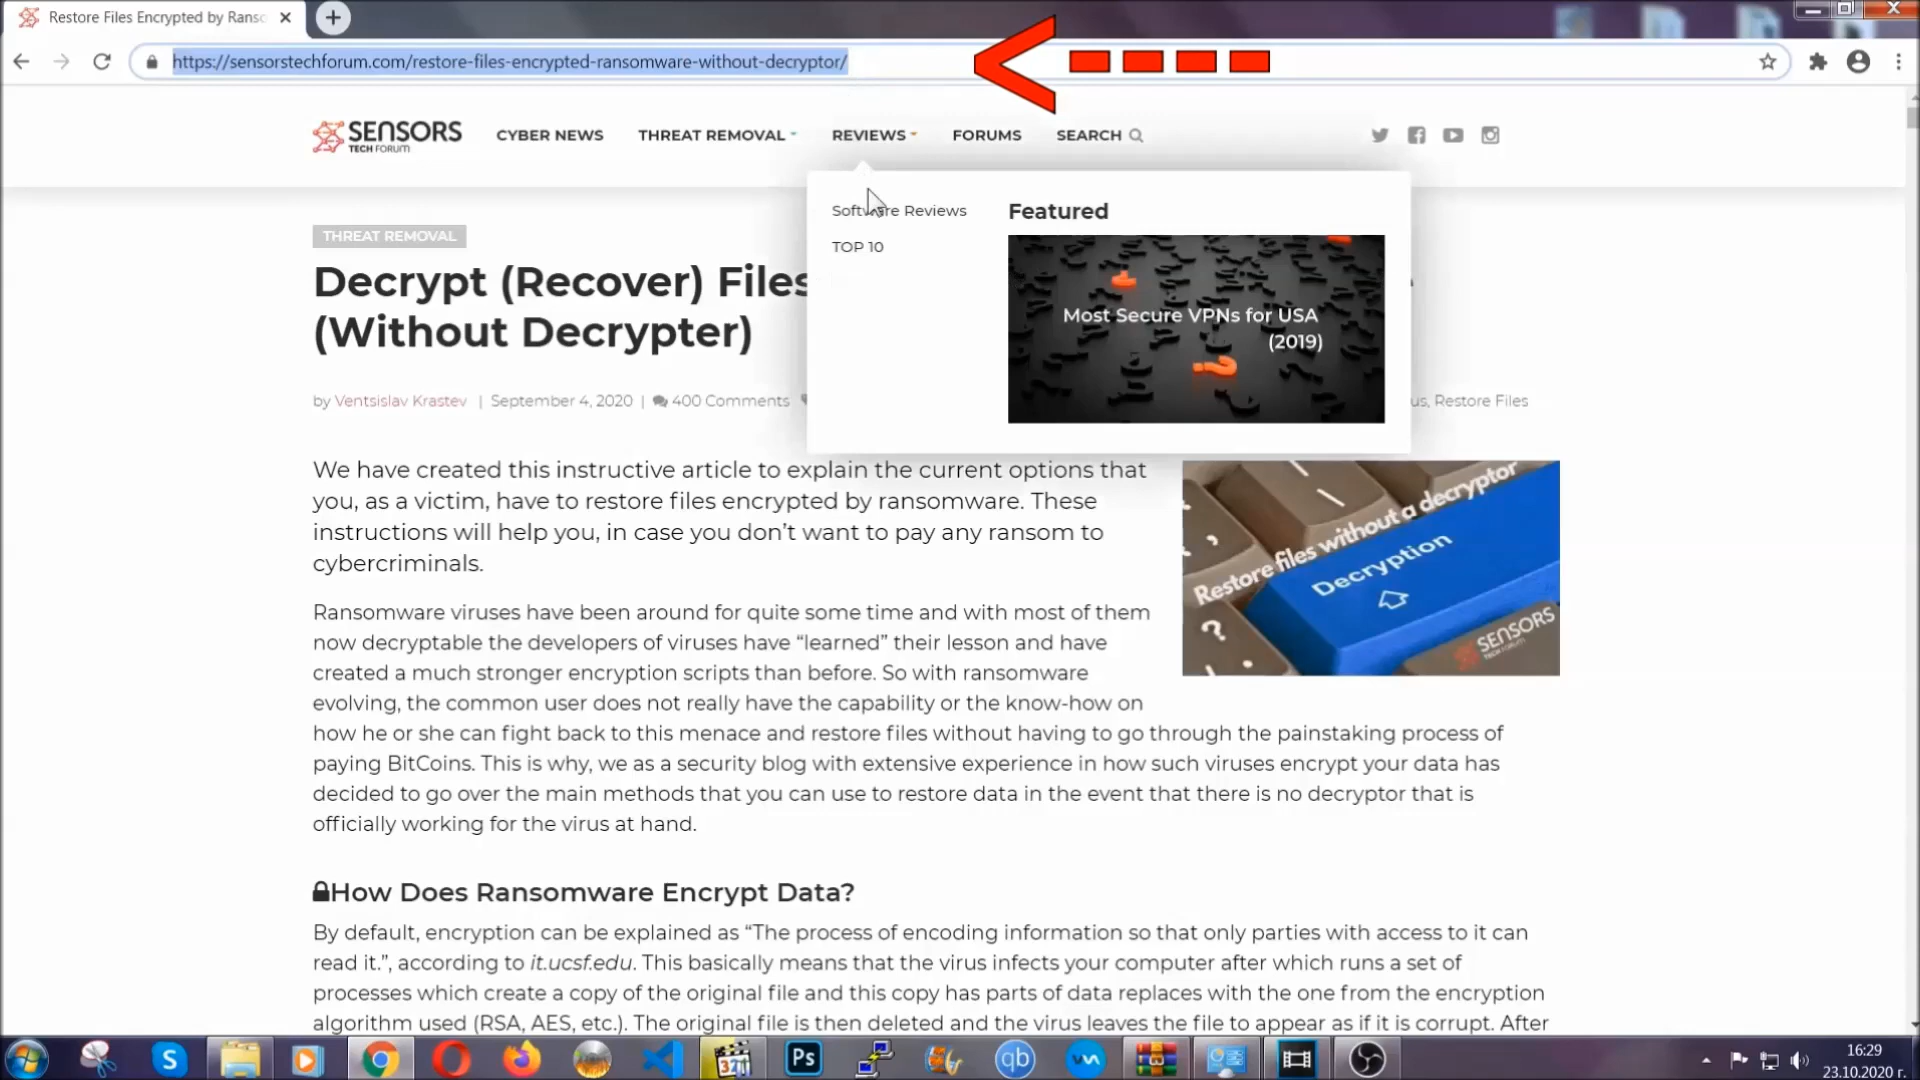 Restore Files Encrypted by Ranso
https://sensorstechforum.com/restore-files-encrypted-ransomware-without-decryptor/
SENSORS
TECH FORUM
CYBER NEWS
THREAT REMOVAL
REVIEWS
FORUMS
SEARCH
Software Reviews
TOP 10
Featured
Most Secure VPNs for USA
(2019)
THREAT REMOVAL
Decrypt (Recover) Files
(Without Decrypter)
by Ventsislav Krastev | September 4, 2020 | 400 Comments
us, Restore Files
We have created this instructive article to explain the current options that
you, as a victim, have to restore files encrypted by ransomware. These
instructions will help you, in case you don’t want to pay any ransom to
cybercriminals.
Restore files without a decryptor
Decryption
SENSORS
TECH FORUM
Ransomware viruses have been around for quite some time and with most of them
now decryptable the developers of viruses have “learned” their lesson and have
created a much stronger encryption scripts than before. So with ransomware
evolving, the common user does not really have the capability or the know-how on
how he or she can fight back to this menace and restore files without having to go through the painstaking process of
paying BitCoins. This is why, we as a security blog with extensive experience in how such viruses encrypt your data has
decided to go over the main methods that you can use to restore data in the event that there is no decryptor that is
officially working for the virus at hand.
How Does Ransomware Encrypt Data?
By default, encryption can be explained as “The process of encoding information so that only parties with access to it can
read it.”, according to it.ucsf.edu. This basically means that the virus infects your computer after which runs a set of
processes which create a copy of the original file and this copy has parts of data replaces with the one from the encryption
algorithm used (RSA, AES, etc.). The original file is then deleted and the virus leaves the file to appear as if it is corrupt. After
S
321
Ps
qb
16:29
23.10.2020 г.